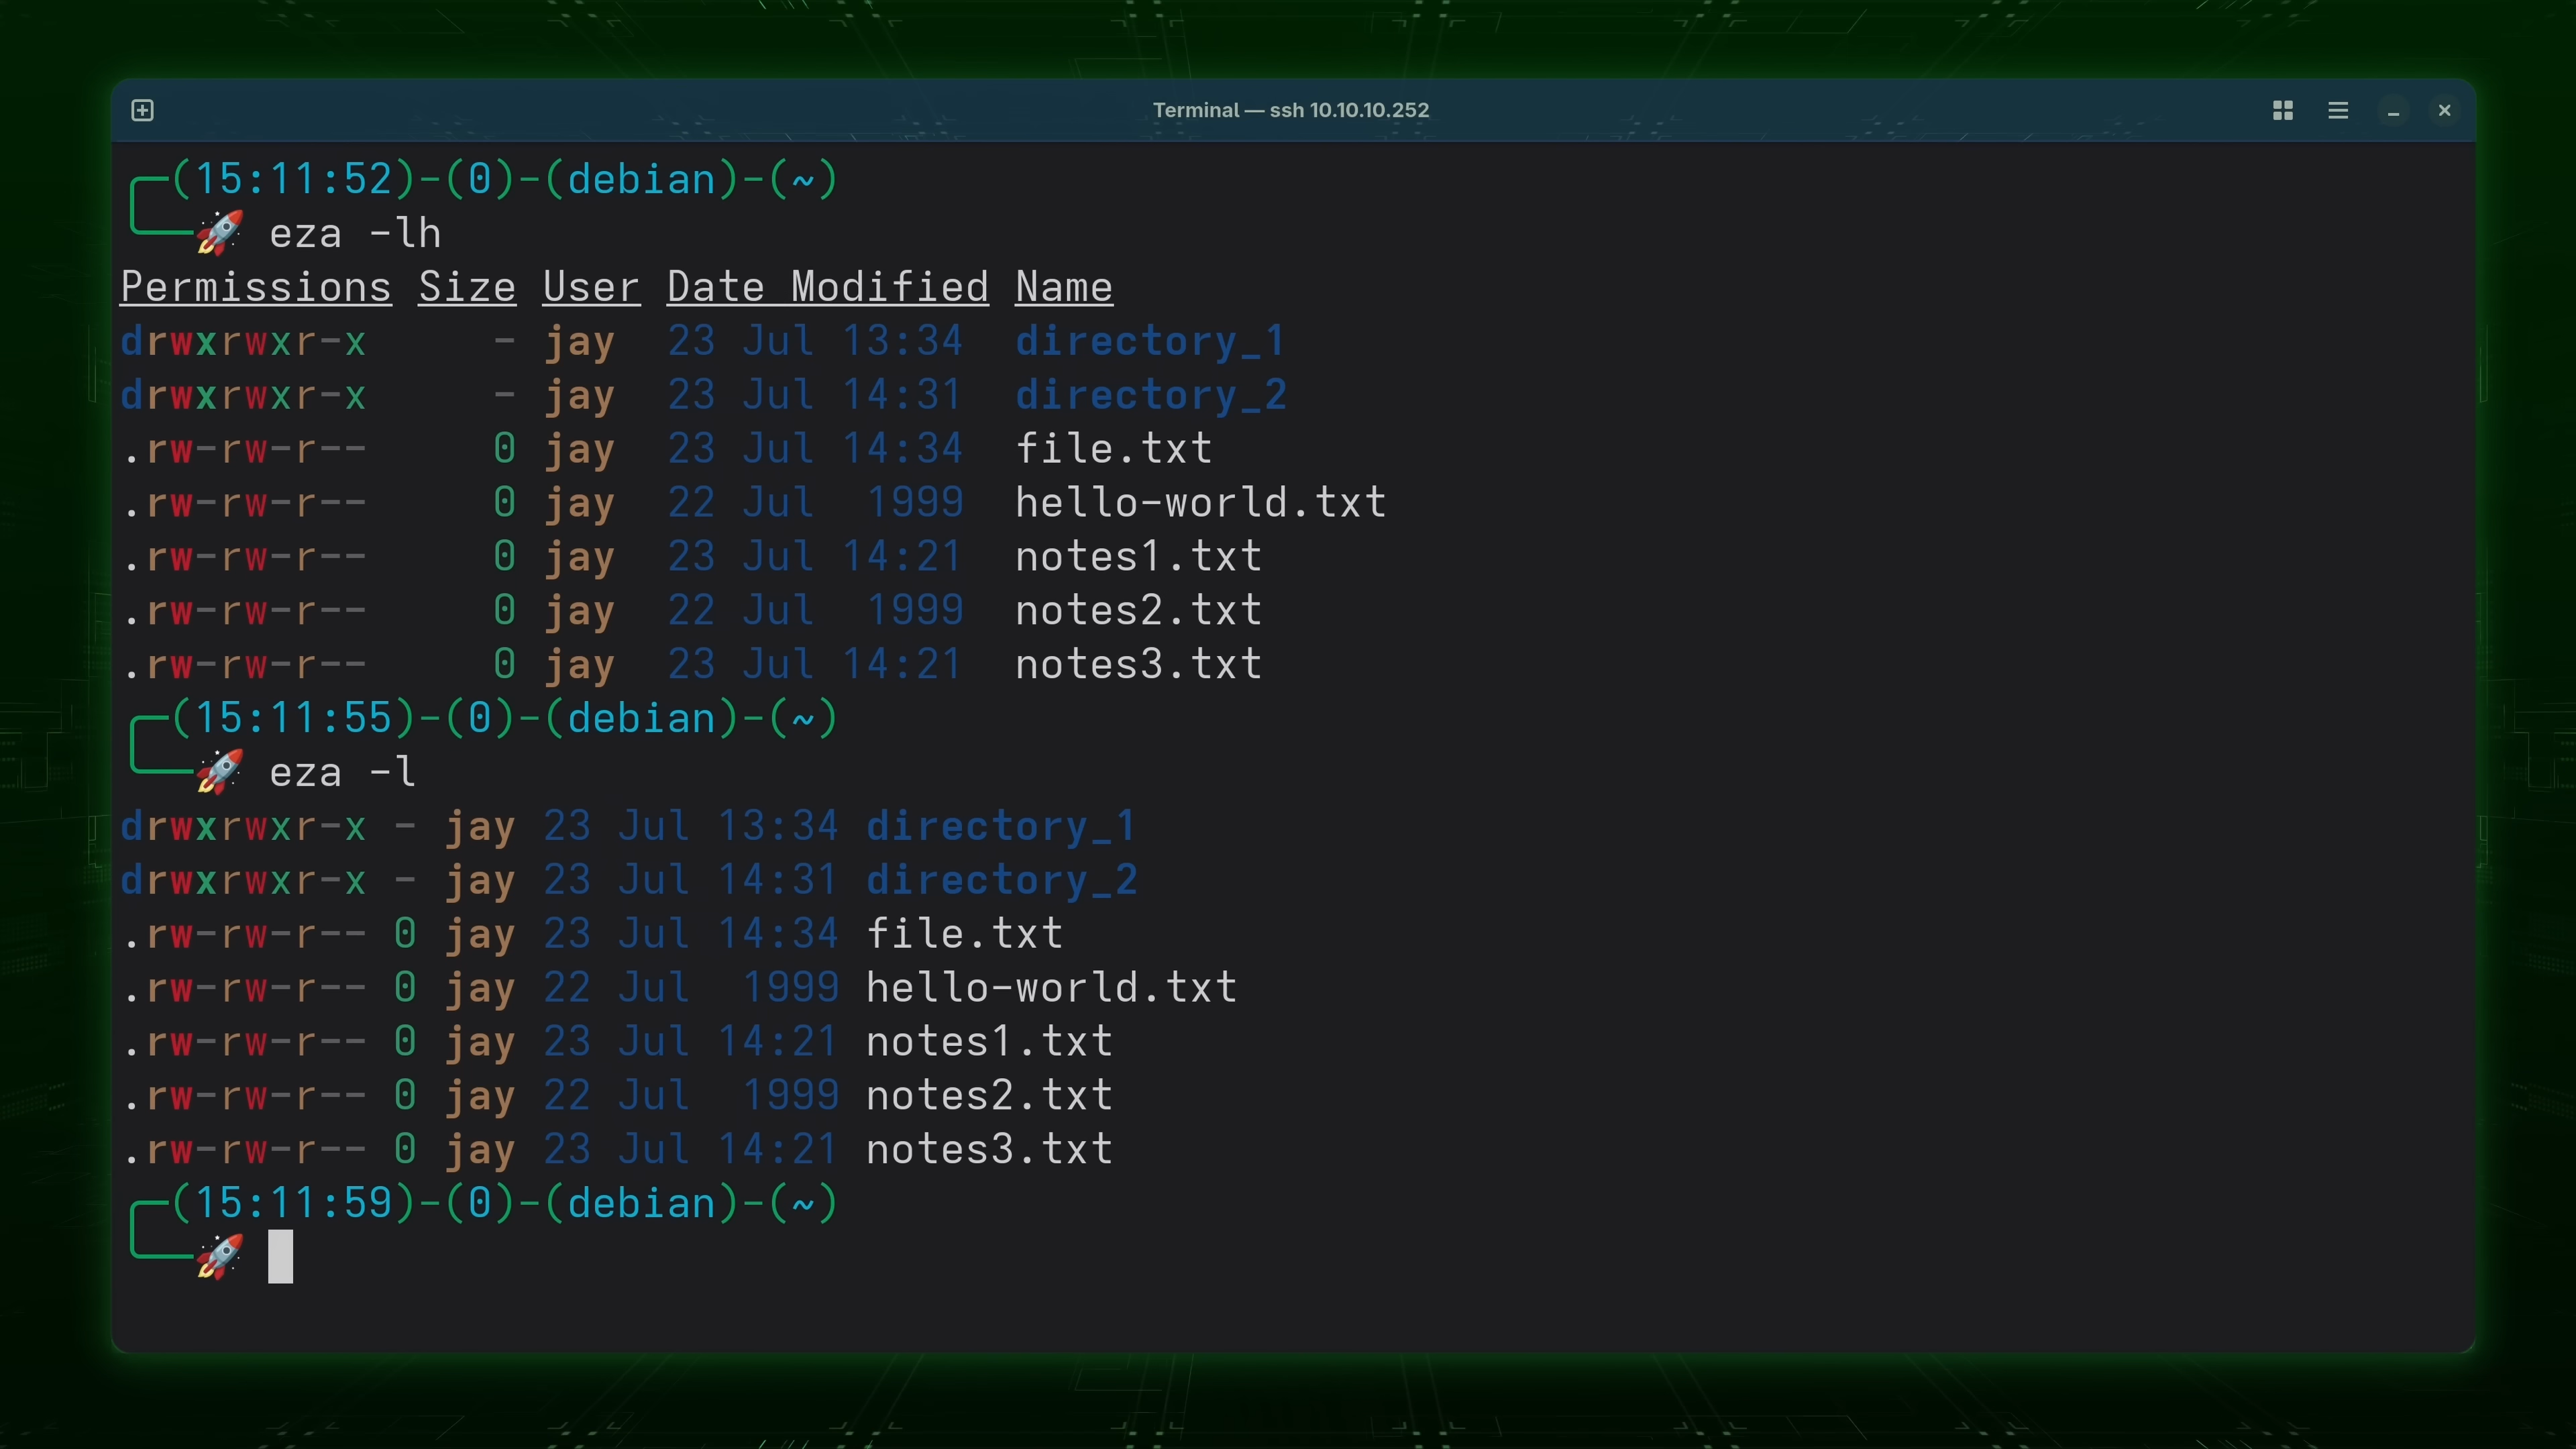 Terminal — ssh 10.10.10.252
(15:11:52)-(0)-(debian)-(~)
🚀 eza -lh
Permissions Size User Date Modified Name
drwxrwxr-x - jay 23 Jul 13:34 directory_1
drwxrwxr-x - jay 23 Jul 14:31 directory_2
.rw-rw-r-- 0 jay 23 Jul 14:34 file.txt
.rw-rw-r-- 0 jay 22 Jul 1999 hello-world.txt
.rw-rw-r-- 0 jay 23 Jul 14:21 notes1.txt
.rw-rw-r-- 0 jay 22 Jul 1999 notes2.txt
.rw-rw-r-- 0 jay 23 Jul 14:21 notes3.txt
(15:11:55)-(0)-(debian)-(~)
🚀 eza -l
drwxrwxr-x - jay 23 Jul 13:34 directory_1
drwxrwxr-x - jay 23 Jul 14:31 directory_2
.rw-rw-r-- 0 jay 23 Jul 14:34 file.txt
.rw-rw-r-- 0 jay 22 Jul 1999 hello-world.txt
.rw-rw-r-- 0 jay 23 Jul 14:21 notes1.txt
.rw-rw-r-- 0 jay 22 Jul 1999 notes2.txt
.rw-rw-r-- 0 jay 23 Jul 14:21 notes3.txt
(15:11:59)-(0)-(debian)-(~)
🚀